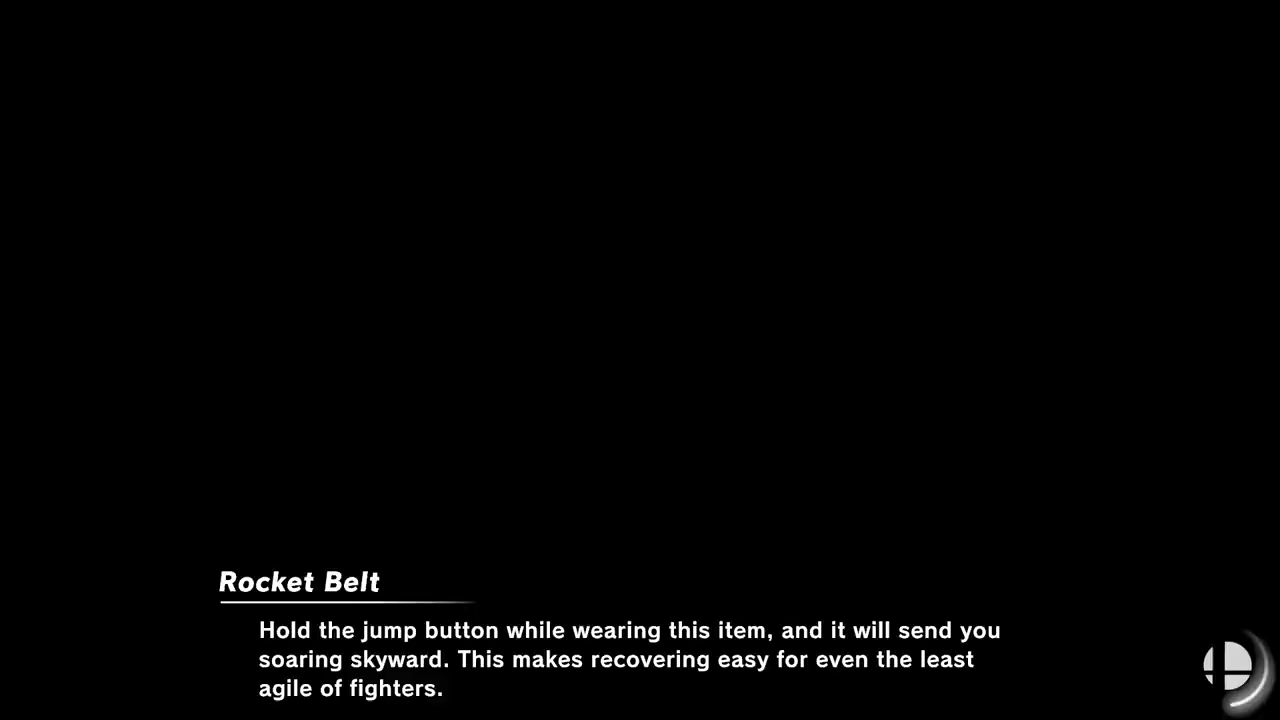 Rocket Belt
Hold the jump button while wearing this item, and it will send you
soaring skyward. This makes recovering easy for even the least
agile of fighters.